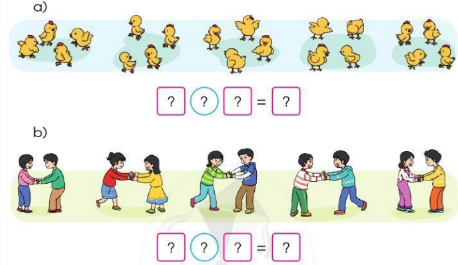 a)
? ? ? = ?
b)
? ? ? = ?